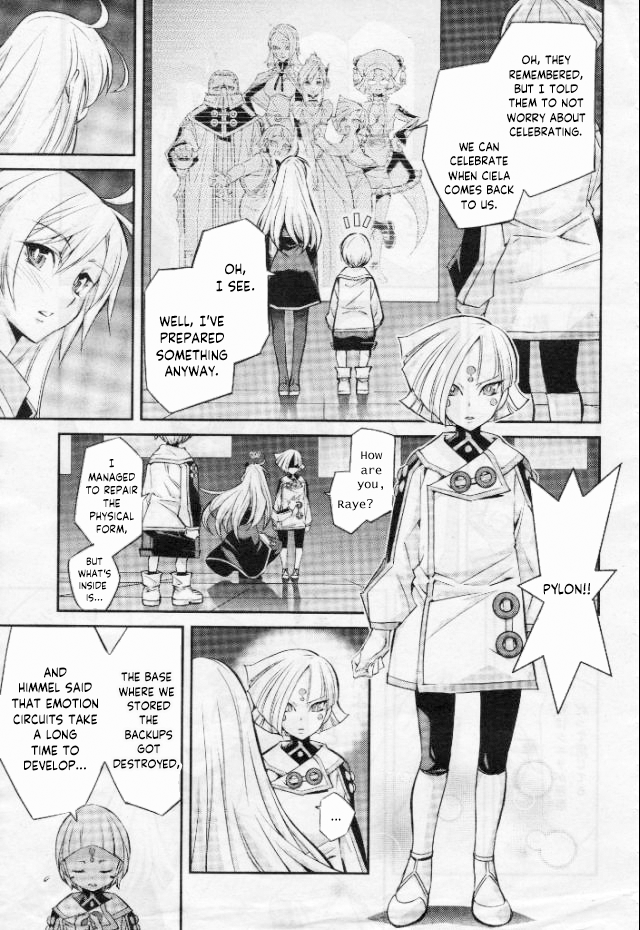 OH, THEY
REMEMBERED,
BUT I TOLD
THEM TO NOT
WORRY ABOUT
CELEBRATING.
WE CAN
CELEBRATE
WHEN CIELA
COMES BACK
TO US.
OH,
I SEE.
WELL, I'VE
PREPARED
SOMETHING
ANYWAY.
PYLON!!
How
are
you,
Raye?
I
MANAGED
TO REPAIR
THE
PHYSICAL
FORM,
BUT
WHAT'S
INSIDE
IS...
...
THE BASE
WHERE WE
STORED
THE
BACKUPS
GOT
DESTROYED,
AND
HIMMEL SAID
THAT EMOTION
CIRCUITS TAKE
A LONG
TIME TO
DEVELOP...